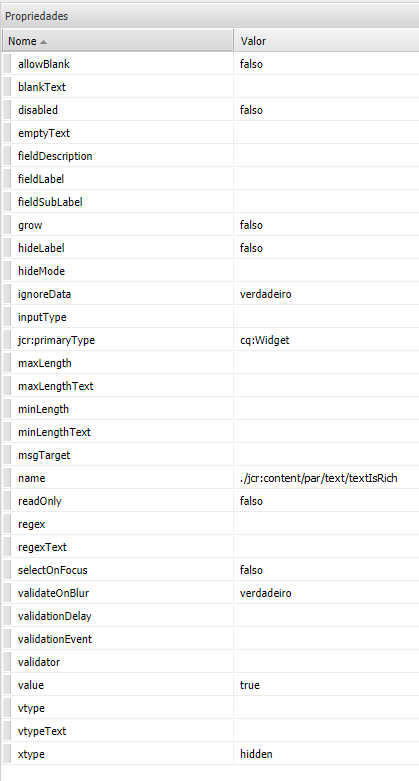 Propriedades
Nome Valor
allowBlank falso
blankText
disabled falso
emptyText
fieldDescription
fieldLabel
fieldSubLabel
grow falso
hideLabel falso
hideMode
ignoreData verdadeiro
inputType
jcr:primaryType cq:Widget
maxLength
maxLengthText
minLength
minLengthText
msgTarget
name ./jcr:content/par/text/textIsRich
readOnly falso
regex
regexText
selectOnFocus falso
validateOnBlur verdadeiro
validationDelay
validationEvent
validator
value true
vtype
vtypeText
xtype hidden